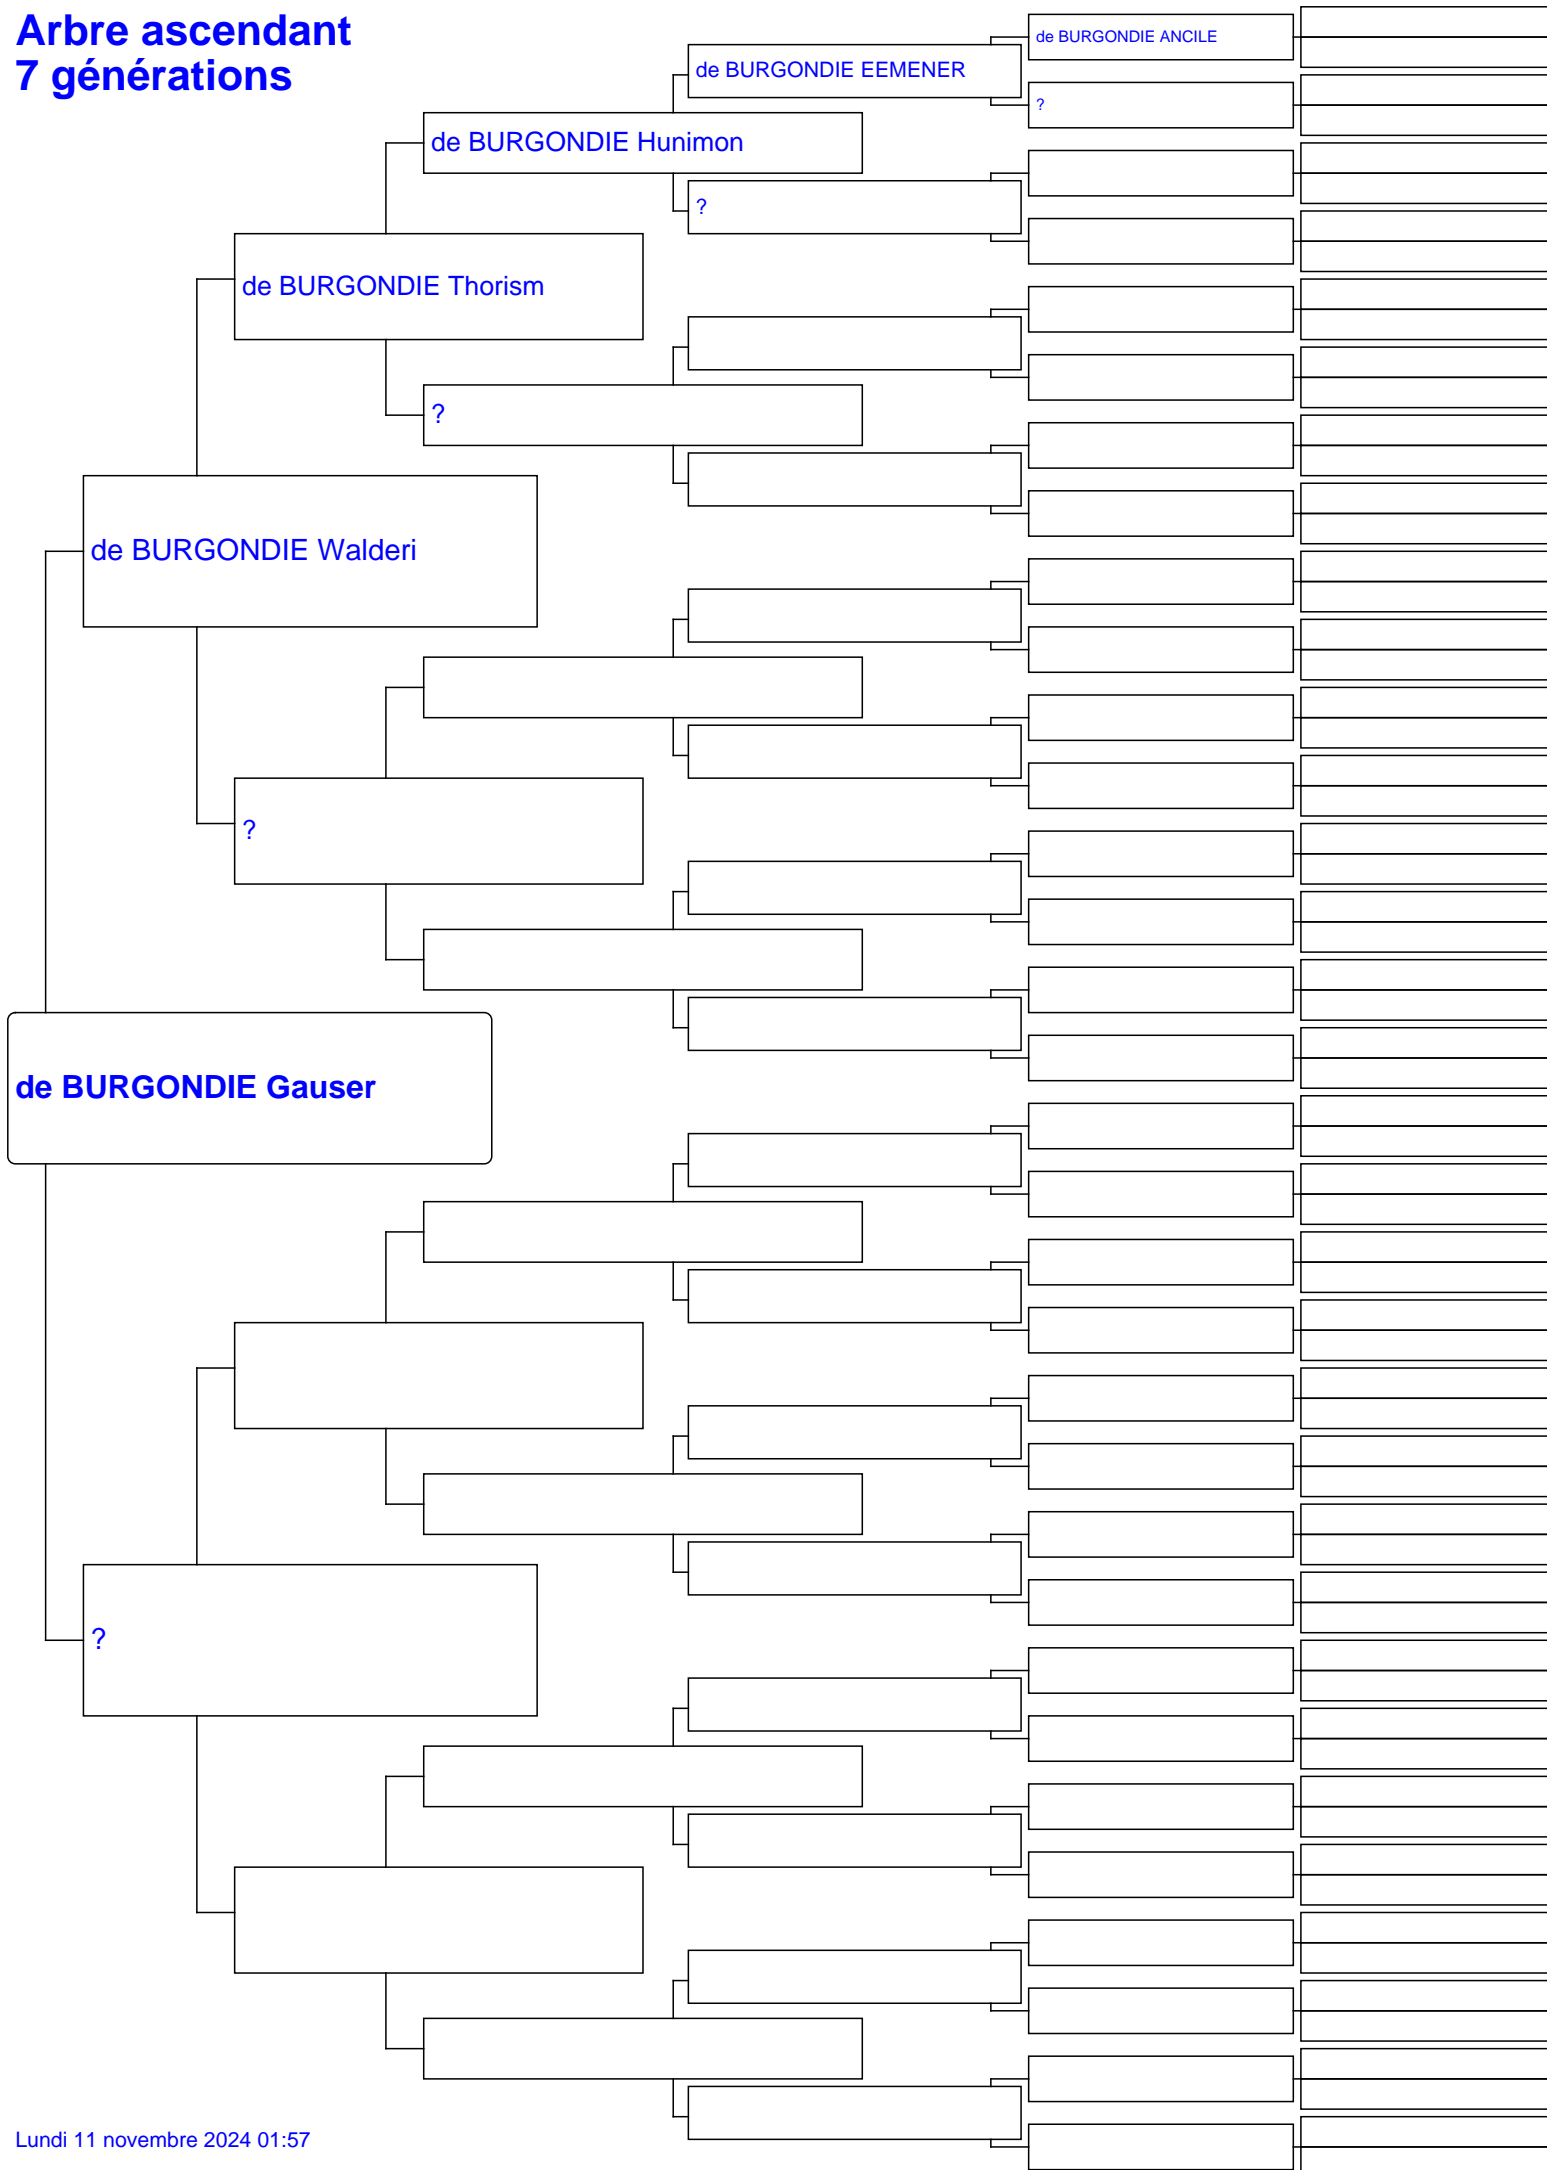 Arbre ascendant
7 générations
de BURGONDIE ANCILE
de BURGONDIE EEMENER
?
de BURGONDIE Hunimon
?
de BURGONDIE Thorism
?
de BURGONDIE Walderi
?
de BURGONDIE Gauser
?
Lundi 11 novembre 2024 01:57